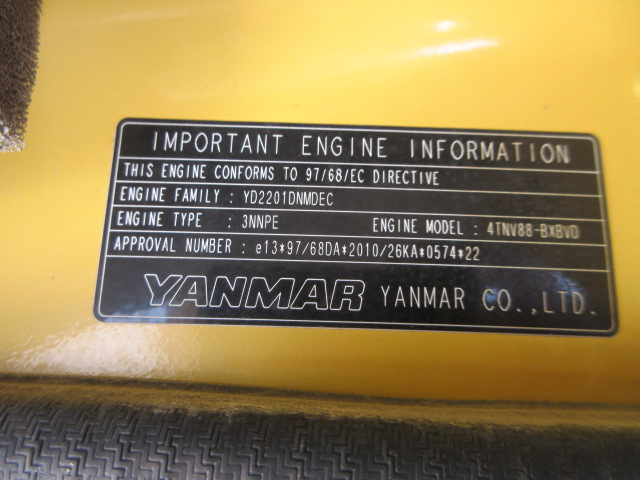 IMPORTANT ENGINE INFORMATION
THIS ENGINE CONFORMS TO 97/68/EC DIRECTIVE
ENGINE FAMILY : YD2201DNMDEC
ENGINE TYPE : 3NNPE ENGINE MODEL : 4TNV88-BXBVD
APPROVAL NUMBER : e13*97/68DA*2010/26KA*0574*22
YANMAR YANMAR CO.,LTD.